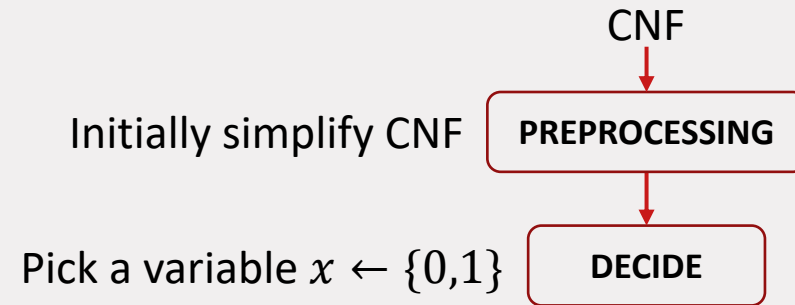 CNF
Initially simplify CNF PREPROCESSING
Pick a variable 𝑥 ← {0,1} DECIDE